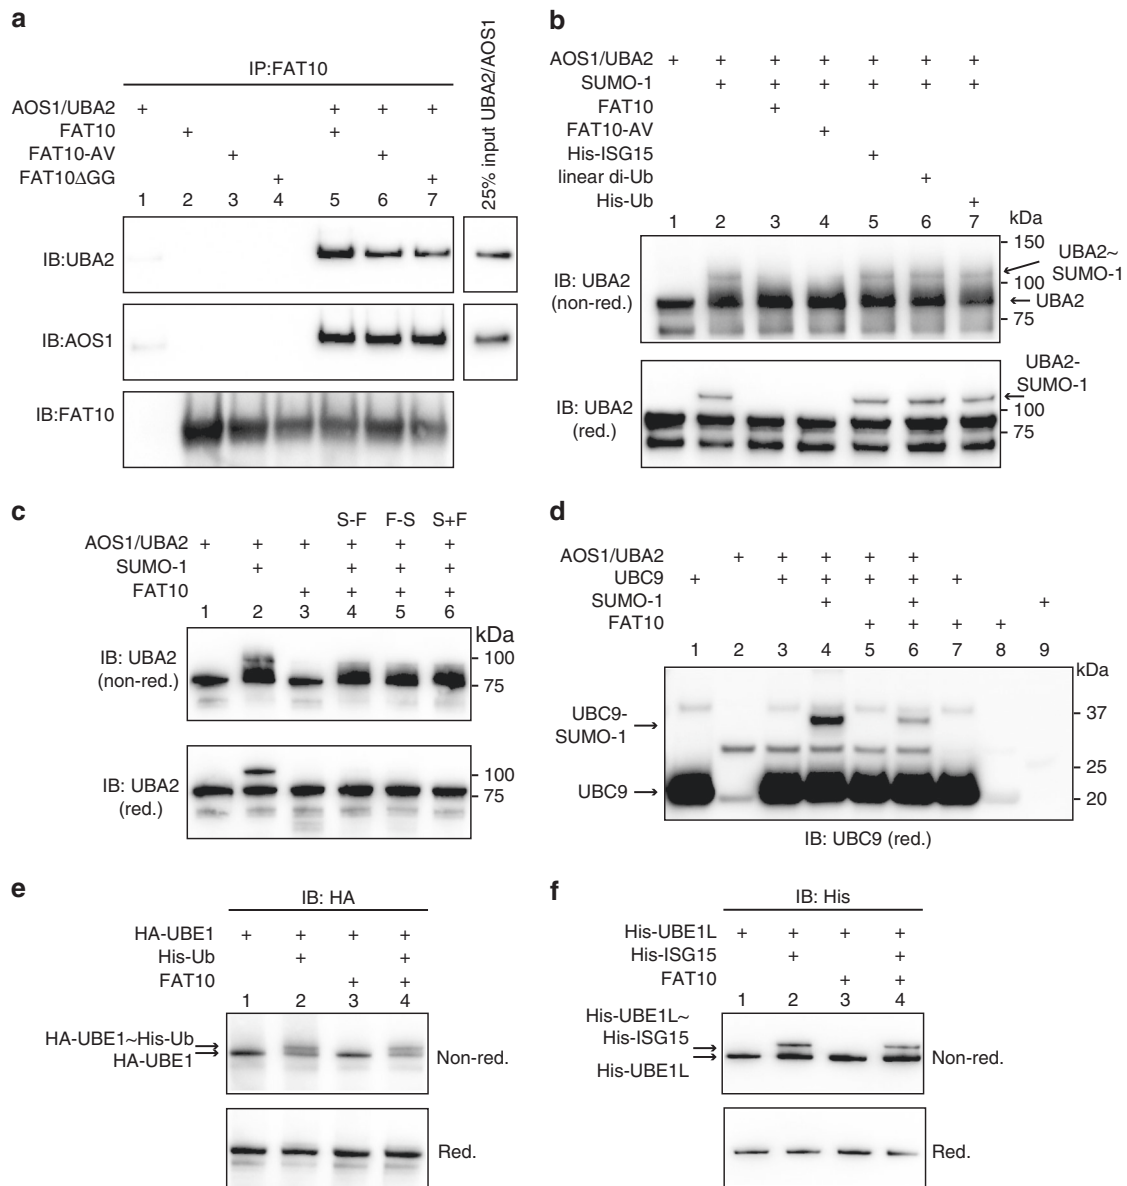 a
IP:FAT10
AOS1/UBA2 + + + +
FAT10 + +
FAT10-AV + +
FAT10ΔGG + +
1 2 3 4 5 6 7
25% input UBA2/AOS1
IB:UBA2
IB:AOS1
IB:FAT10
b
AOS1/UBA2 + + + + + + +
SUMO-1 + + + + + +
FAT10 +
FAT10-AV +
His-ISG15 +
linear di-Ub +
His-Ub +
1 2 3 4 5 6 7
kDa
IB: UBA2
(non-red.)
150
UBA2~
SUMO-1
100
UBA2
75
IB: UBA2
(red.)
UBA2-
SUMO-1
100
75
c
S-F F-S S+F
AOS1/UBA2 + + + + + +
SUMO-1 + + + +
FAT10 + + + +
1 2 3 4 5 6
kDa
IB: UBA2
(non-red.)
100
75
IB: UBA2
(red.)
100
75
d
AOS1/UBA2 + + + + +
UBC9 + + + + + +
SUMO-1 + + +
FAT10 + + + +
1 2 3 4 5 6 7 8 9
kDa
UBC9-
SUMO-1
37
25
UBC9
20
IB: UBC9 (red.)
e
IB: HA
HA-UBE1 + + + +
His-Ub + +
FAT10 + +
1 2 3 4
HA-UBE1~His-Ub
HA-UBE1
Non-red.
Red.
f
IB: His
His-UBE1L + + + +
His-ISG15 + +
FAT10 + +
1 2 3 4
His-UBE1L~
His-ISG15
His-UBE1L
Non-red.
Red.